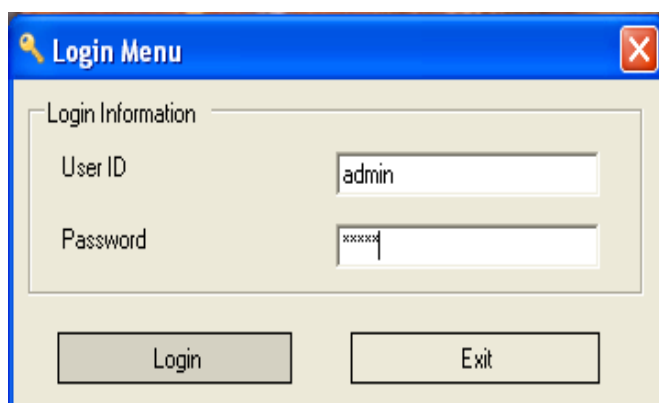 Login Menu
Login Information
User ID admin
Password *****
Login Exit